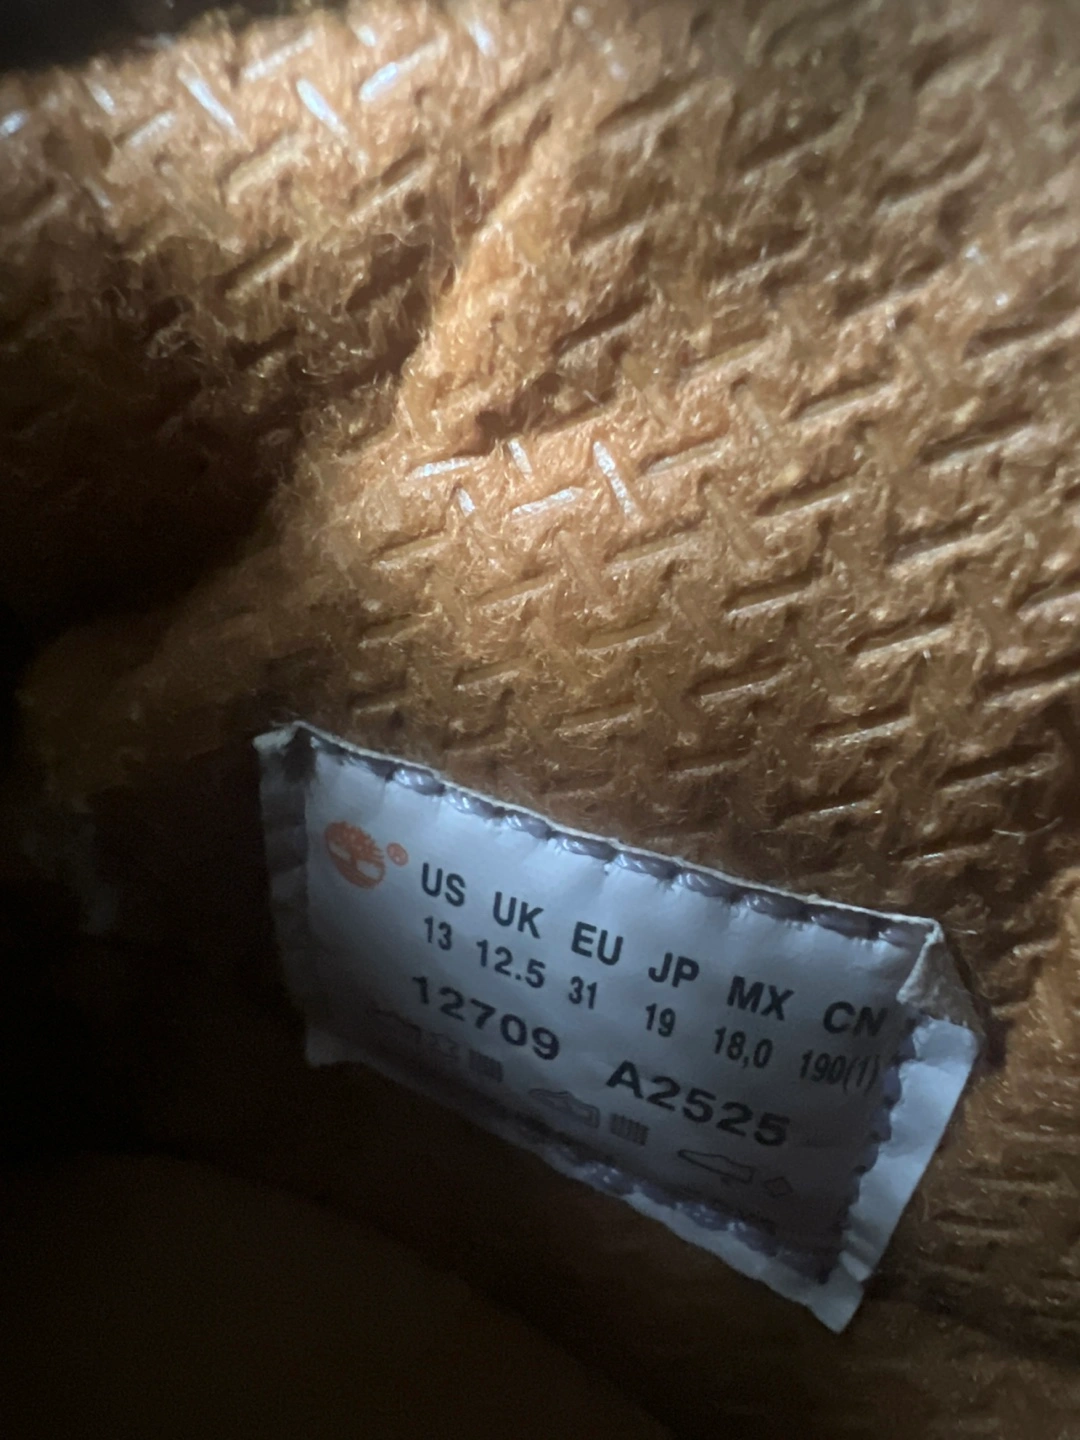 ® US UK EU JP MX CN
13 12.5 31 19 18,0 190(1)
12709 A2525